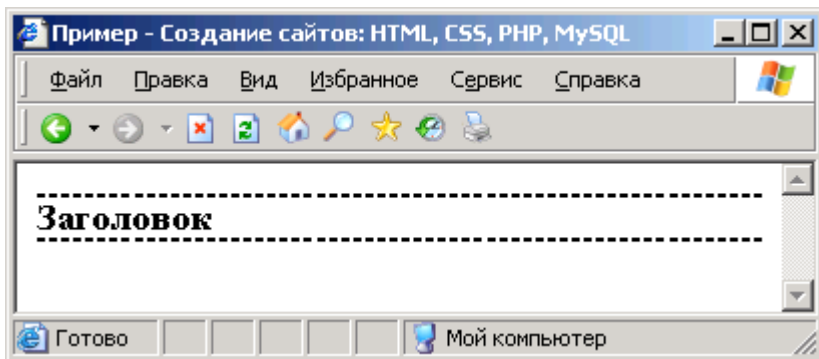 Пример - Создание сайтов: HTML, CSS, PHP, MySQL
Файл Правка Вид Избранное Сервис Справка
Заголовок
Готово Мой компьютер